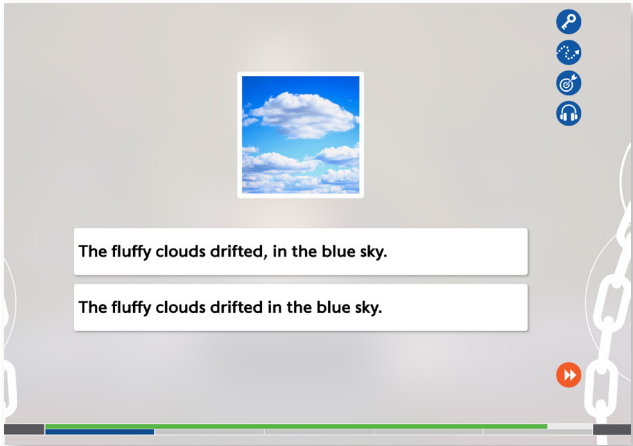 The fluffy clouds drifted, in the blue sky.
The fluffy clouds drifted in the blue sky.